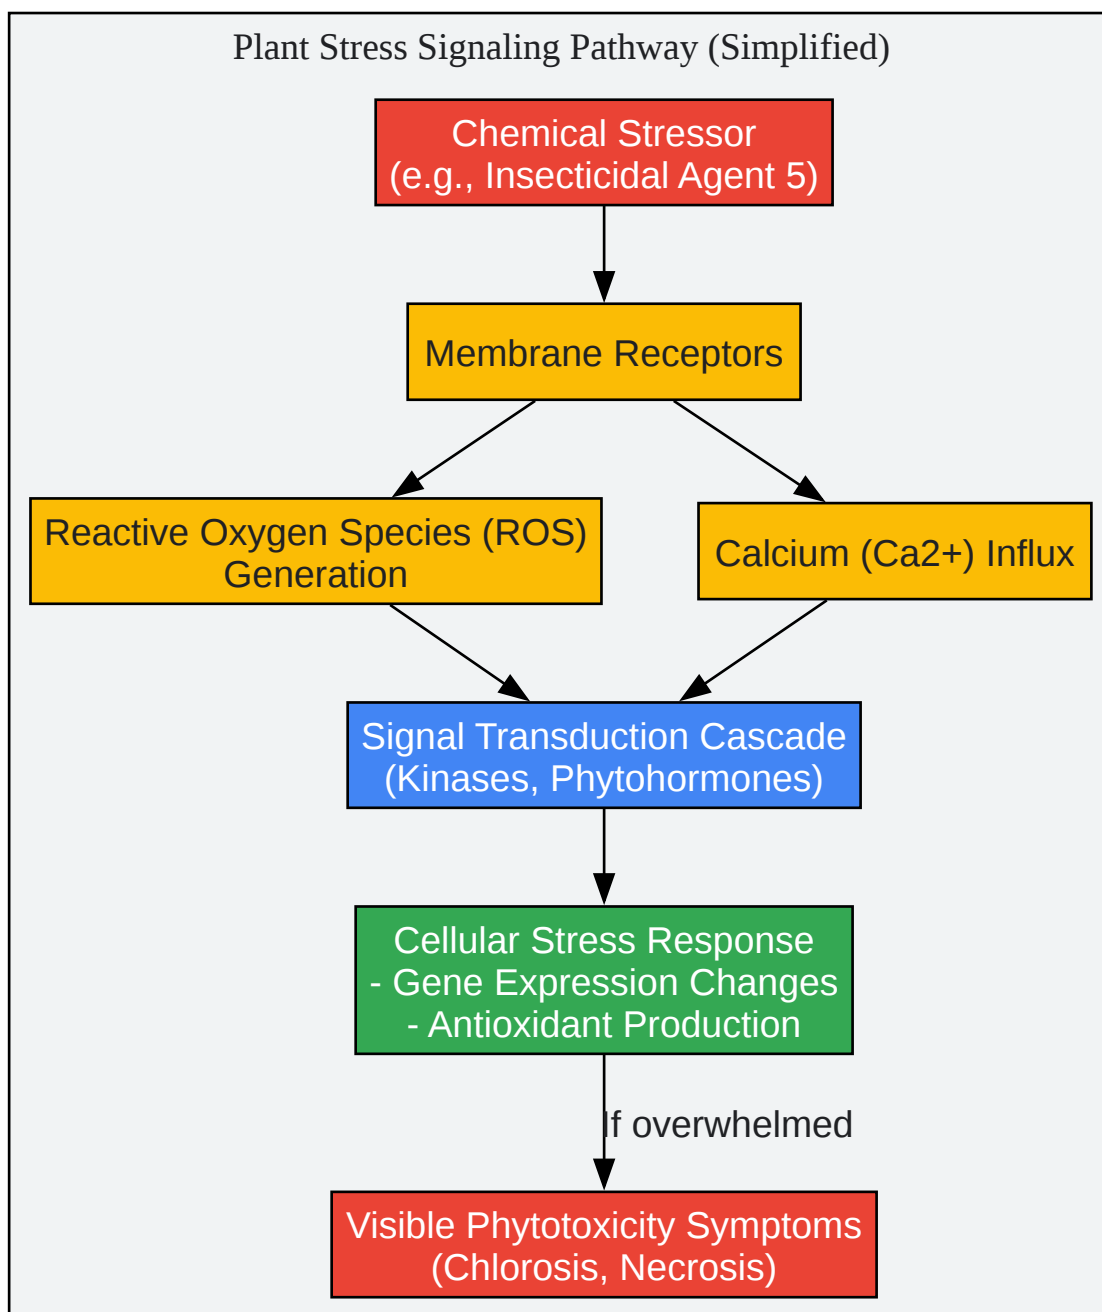 Plant Stress Signaling Pathway (Simplified)
Chemical Stressor
(e.g., Insecticidal Agent 5)
Membrane Receptors
Reactive Oxygen Species (ROS)
Generation
Calcium (Ca2+) Influx
Signal Transduction Cascade
(Kinases, Phytohormones)
Cellular Stress Response
- Gene Expression Changes
- Antioxidant Production
If overwhelmed
Visible Phytotoxicity Symptoms
(Chlorosis, Necrosis)